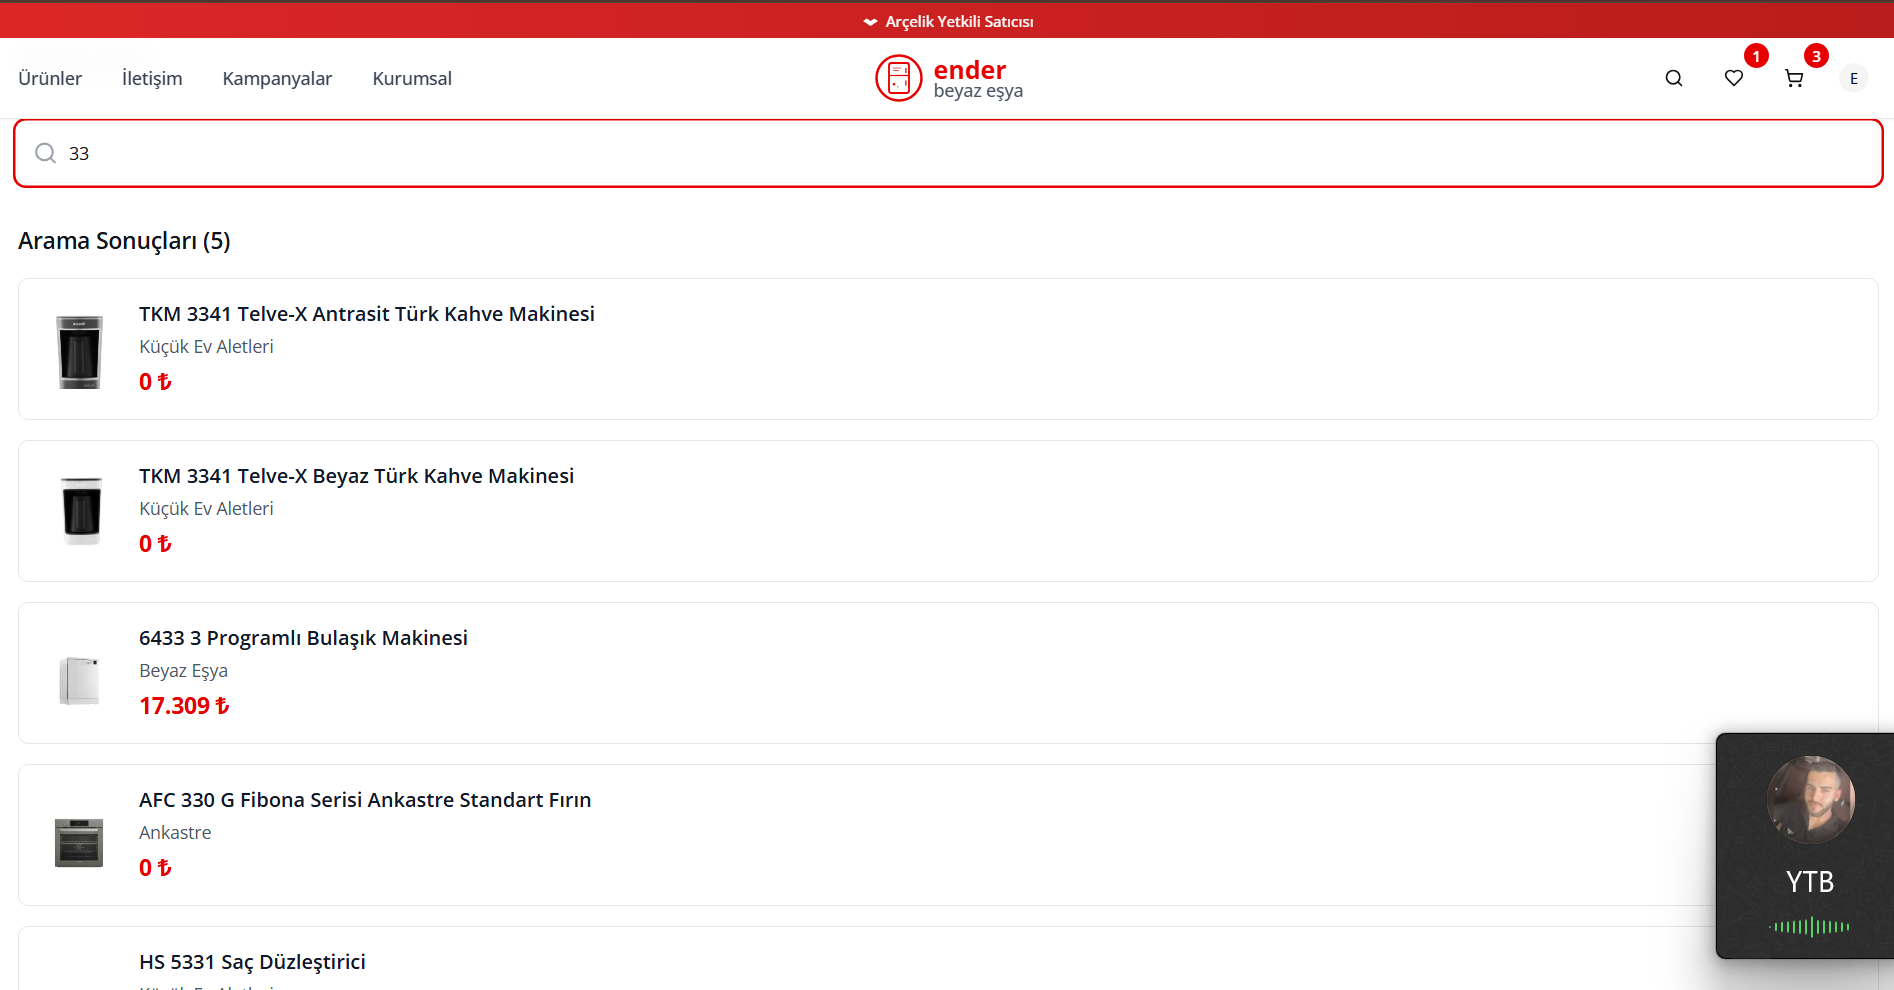 Arçelik Yetkili Satıcısı
Ürünler
İletişim
Kampanyalar
Kurumsal
ender
beyaz eşya
1
3
E
33
Arama Sonuçları (5)
TKM 3341 Telve-X Antrasit Türk Kahve Makinesi
Küçük Ev Aletleri
0 ₺
TKM 3341 Telve-X Beyaz Türk Kahve Makinesi
Küçük Ev Aletleri
0 ₺
6433 3 Programlı Bulaşık Makinesi
Beyaz Eşya
17.309 ₺
AFC 330 G Fibona Serisi Ankastre Standart Fırın
Ankastre
0 ₺
YTB
HS 5331 Saç Düzleştirici